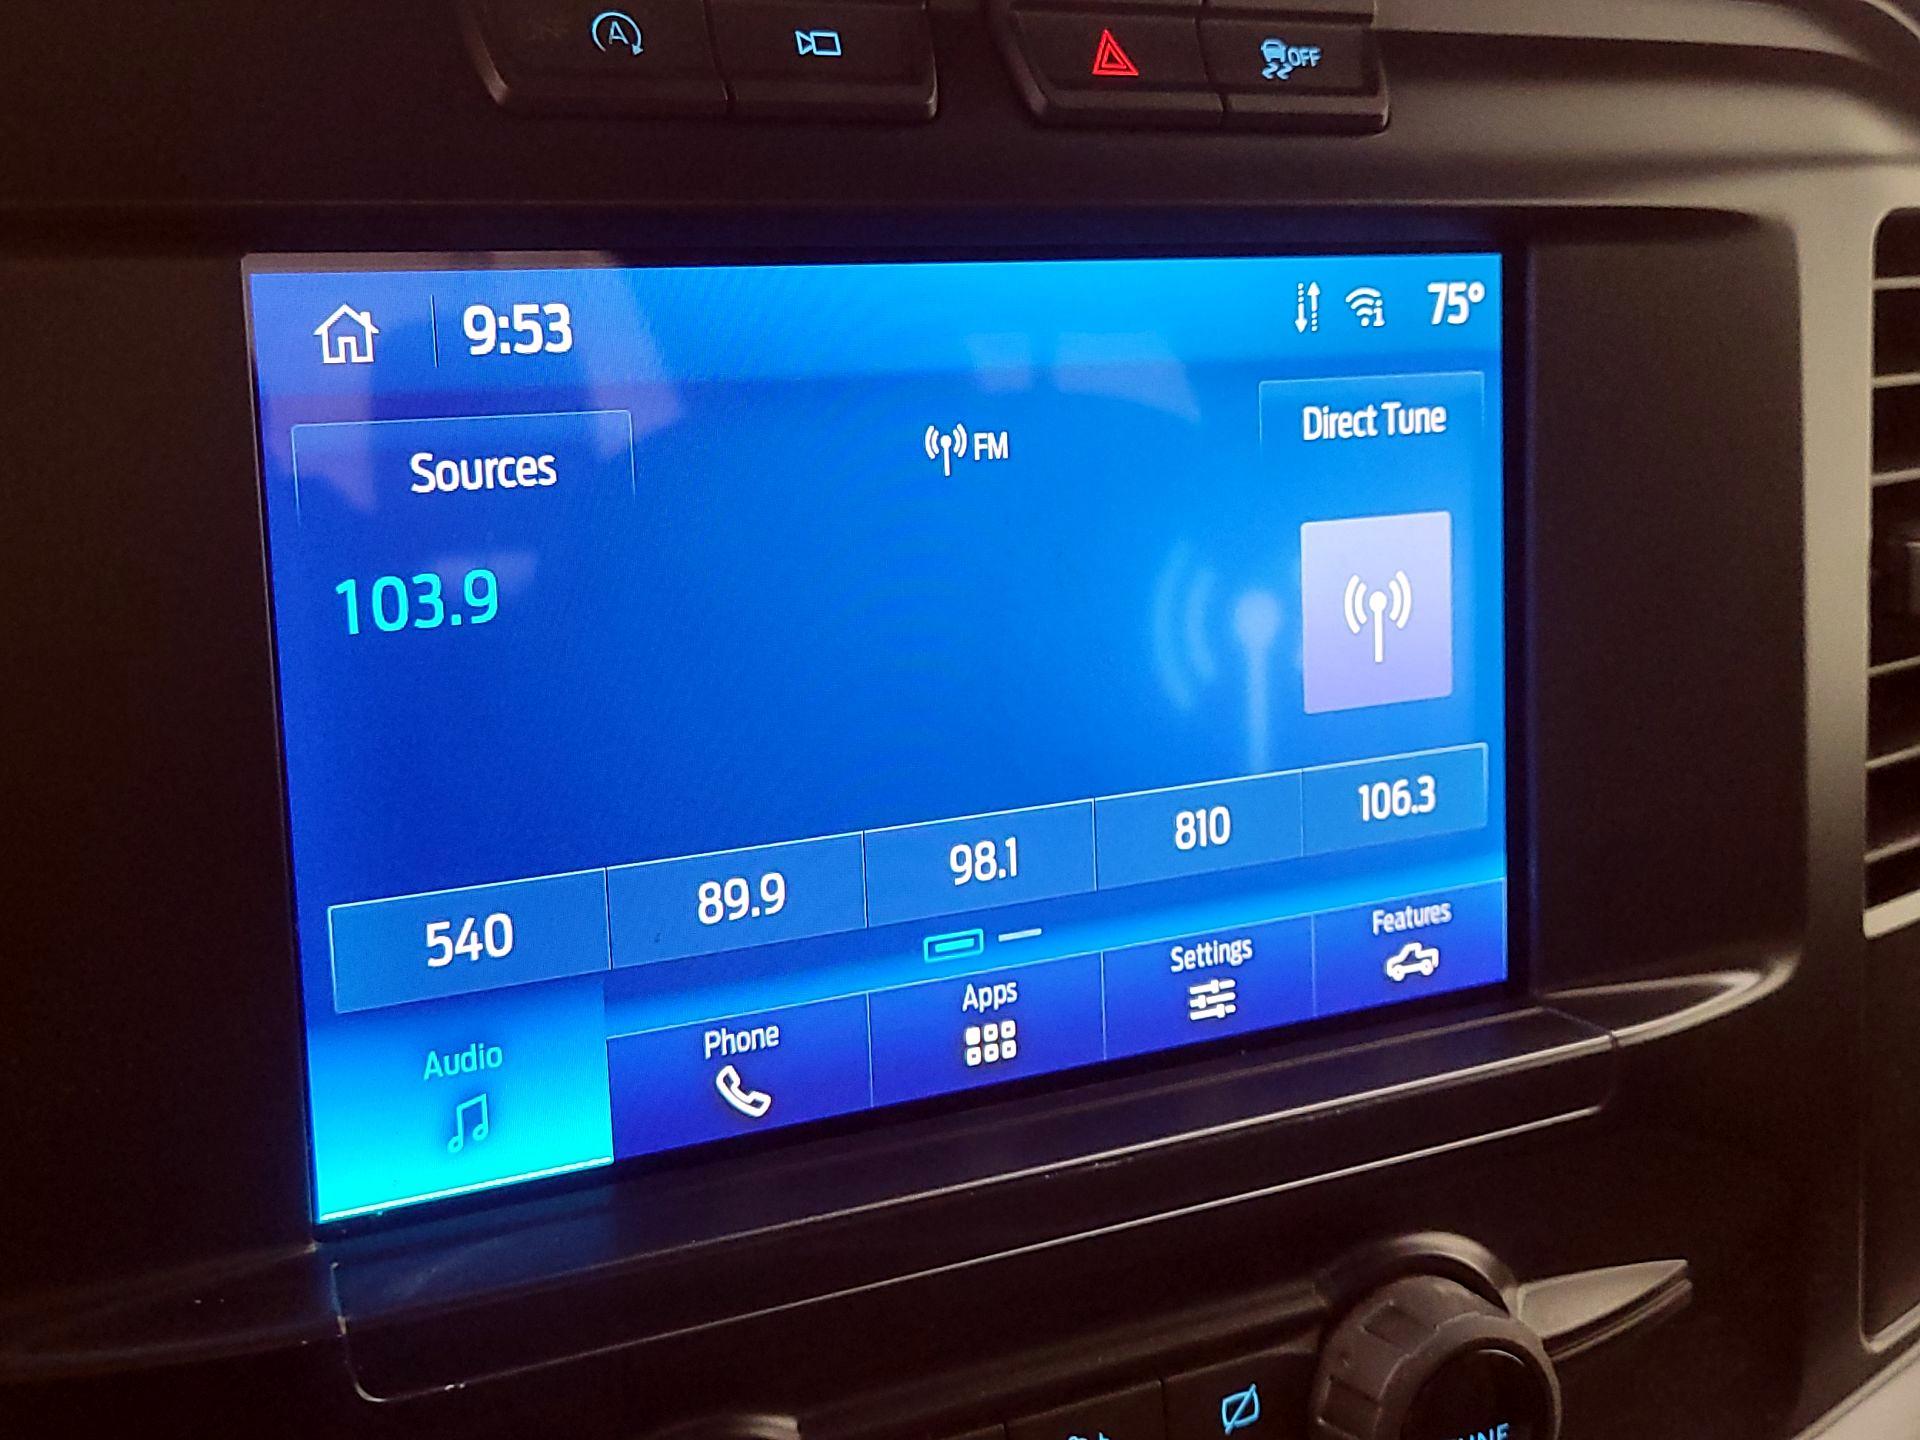 A
OFF
9:53
75°
Sources
FM
Direct Tune
103.9
540
89.9
98.1
810
106.3
Audio
Phone
Apps
Settings
Features